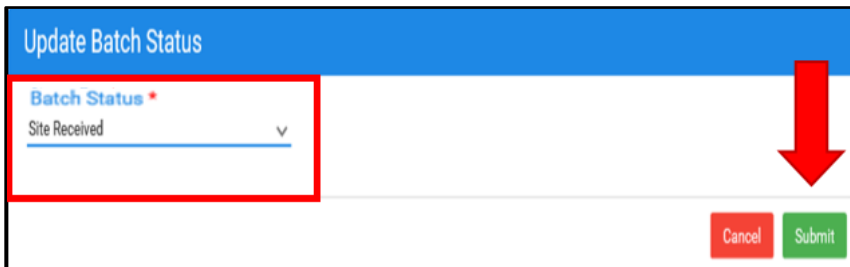 Update Batch Status
Batch Status *
Site Received
Cancel Submit